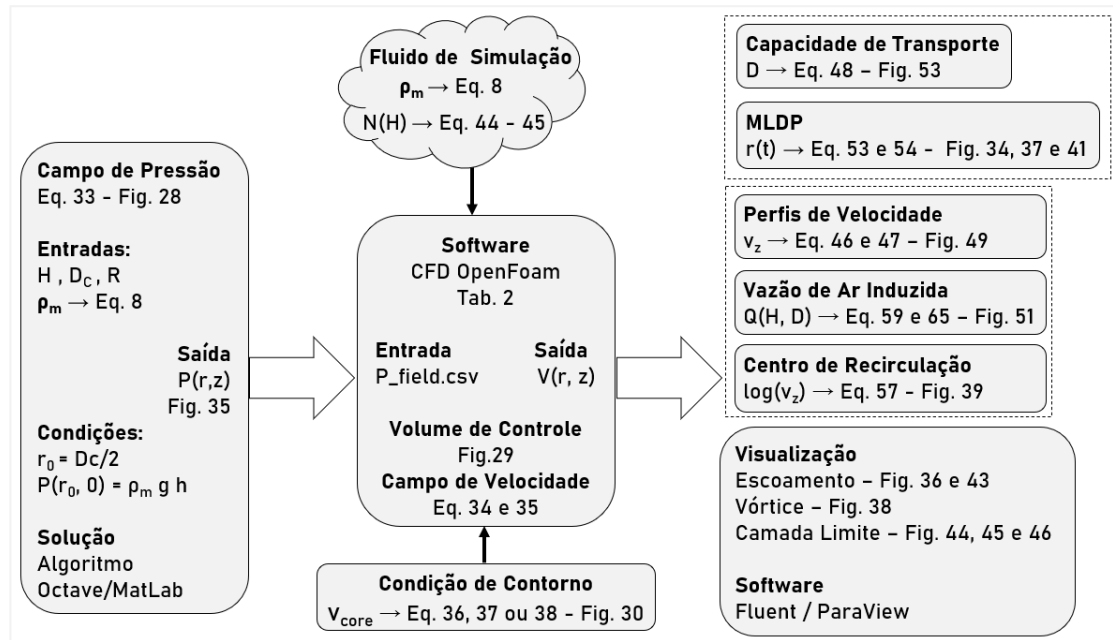 Fluido de Simulação
ρm → Eq. 8
N(H) → Eq. 44 - 45
Campo de Pressão
Eq. 33 - Fig. 28
Entradas:
H , DC , R
ρm → Eq. 8
Saída
P(r,z)
Fig. 35
Condições:
r0 = Dc/2
P(r0, 0) = ρm g h
Solução
Algoritmo
Octave/MatLab
Software
CFD OpenFoam
Tab. 2
Entrada
P_field.csv
Saída
V(r, z)
Volume de Controle
Fig.29
Campo de Velocidade
Eq. 34 e 35
Condição de Contorno
vcore → Eq. 36, 37 ou 38 - Fig. 30
Capacidade de Transporte
D → Eq. 48 – Fig. 53
MLDP
r(t) → Eq. 53 e 54 - Fig. 34, 37 e 41
Perfis de Velocidade
vz → Eq. 46 e 47 – Fig. 49
Vazão de Ar Induzida
Q(H, D) → Eq. 59 e 65 – Fig. 51
Centro de Recirculação
log(vz) → Eq. 57 - Fig. 39
Visualização
Escoamento – Fig. 36 e 43
Vórtice – Fig. 38
Camada Limite – Fig. 44, 45 e 46
Software
Fluent / ParaView